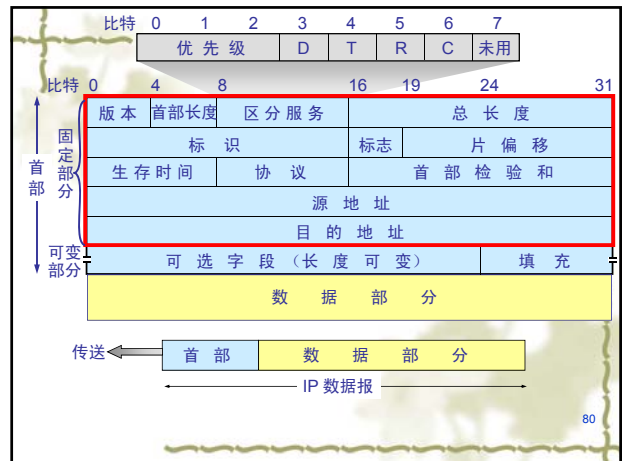 比特 0 1 2 3 4 5 6 7
优先级 D T R C 未用
比特 0 4 8 16 19 24 31
版本 首部长度 区分服务 总长度
标识 标志 片偏移
生存时间 协议 首部检验和
源地址
目的地址
可选字段(长度可变) 填充
数据部分
首部
固定部分
可变部分
传送 首部 数据部分
IP 数据报
80